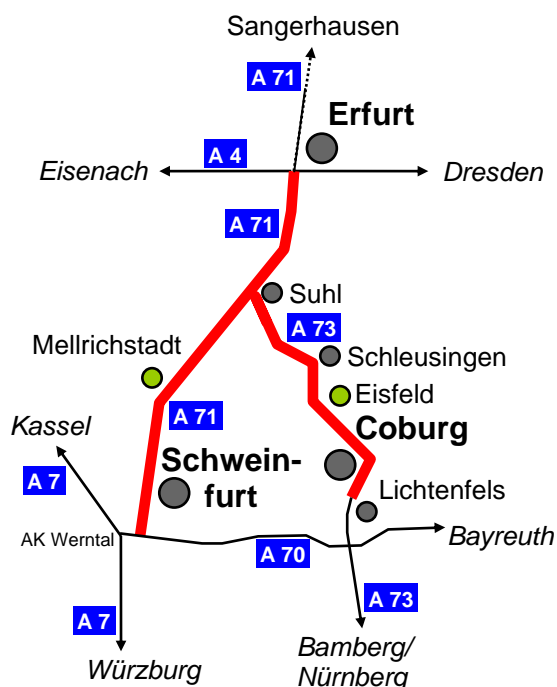 Sangerhausen
A 71
Erfurt
A 4
Eisenach
Dresden
A 71
Suhl
A 73
Mellrichstadt
Schleusingen
Eisfeld
A 71
Kassel
Coburg
A 7
Schwein-
furt
Lichtenfels
AK Werntal
A 70
Bayreuth
A 7
A 73
Würzburg
Bamberg/
Nürnberg